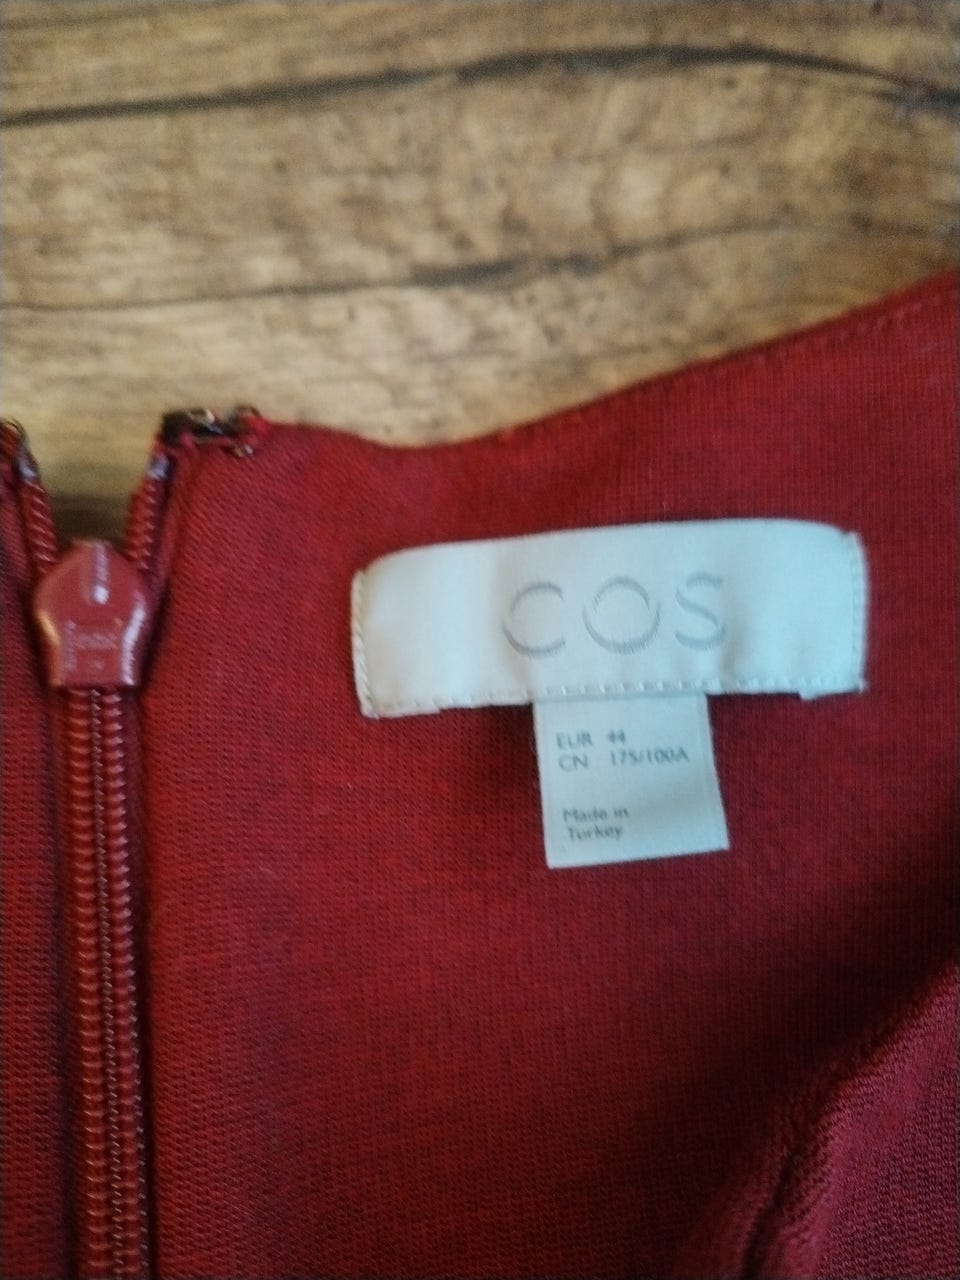 COS
EUR 44
CN 175/100A
Made in
Turkey